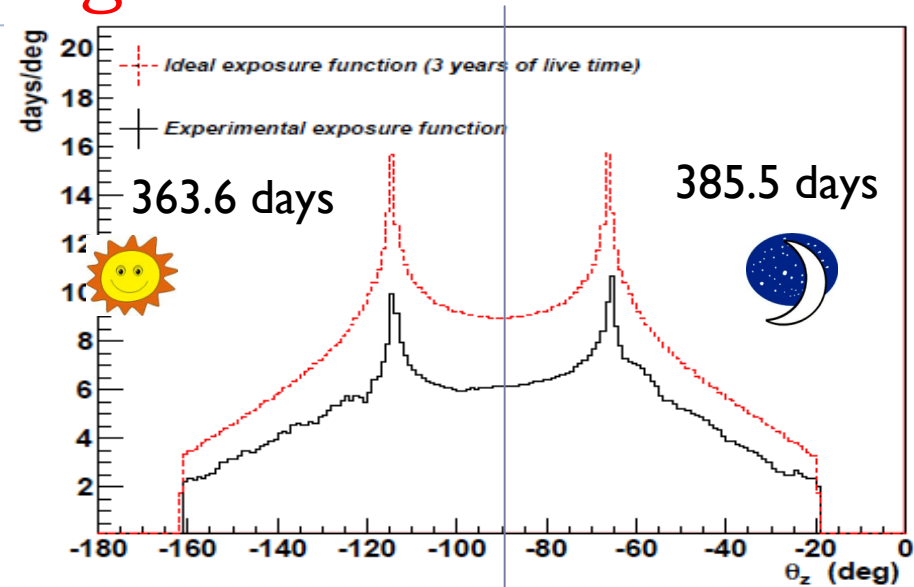 days/deg
20
18
16
14
12
10
8
6
4
2
Ideal exposure function (3 years of live time)
Experimental exposure function
363.6 days
385.5 days
-180 -160 -140 -120 -100 -80 -60 -40 -20 0
θz (deg)